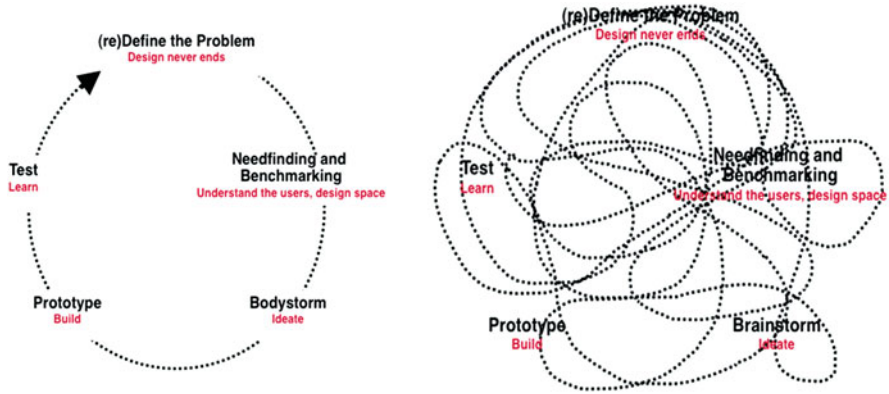 (re)Define the Problem
Design never ends
Needfinding and
Benchmarking
Understand the users, design space
Bodystorm
Ideate
Prototype
Build
Test
Learn
(re)Define the Problem
Design never ends
Needfinding and
Benchmarking
Understand the users, design space
Brainstorm
Ideate
Prototype
Build
Test
Learn